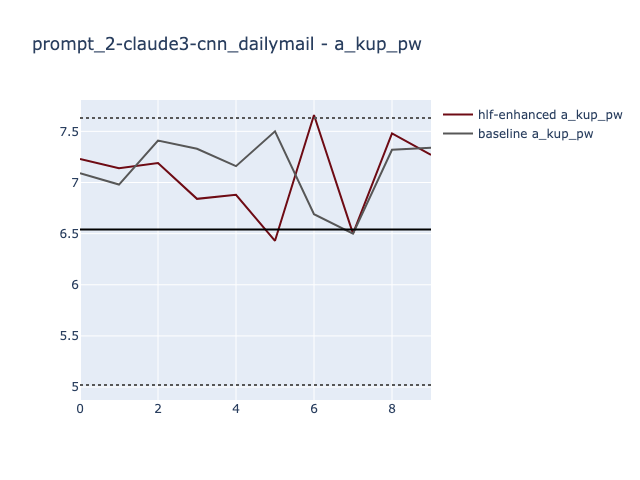 prompt_2-claude3-cnn_dailymail - a_kup_pw
hlf-enhanced a_kup_pw
baseline a_kup_pw
7.5
7
6.5
6
5.5
5
0 2 4 6 8